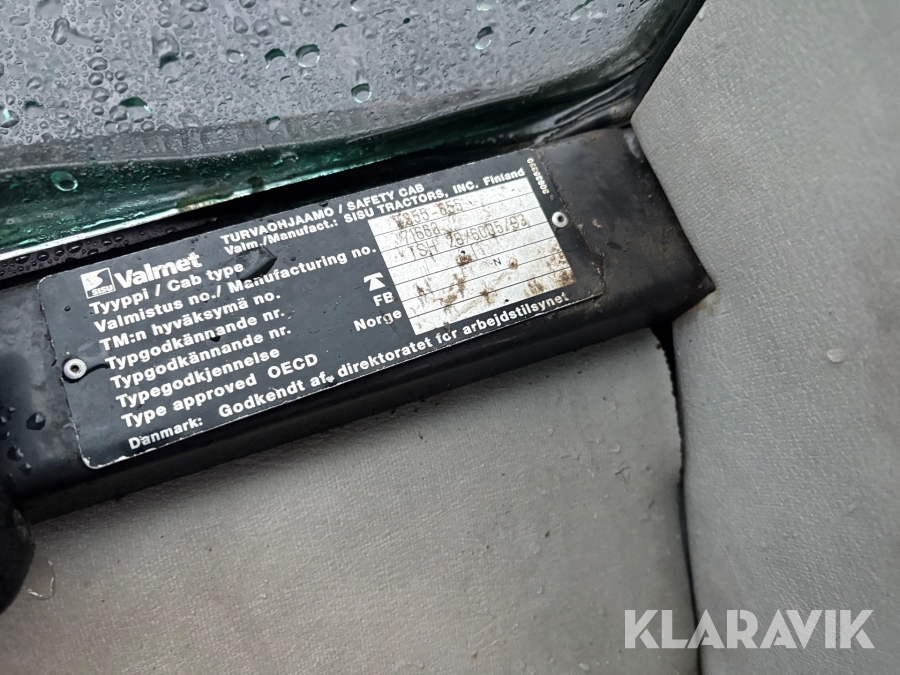 SISU Valmet TURVAOHJAAMO / SAFETY CAB
Valm./Manufact.: SISU TRACTORS, INC. Finland
Tyyppi / Cab type
Valmistus no./ Manufacturing no.
TM:n hyväksymä no.
Typgodkännande nr.
Typgodkännande nr. FB
Typegodkjennelse Norge
Type approved OECD
Danmark: Godkendt af direktoratet for arbejdstilsynet
N
KLARAVIK